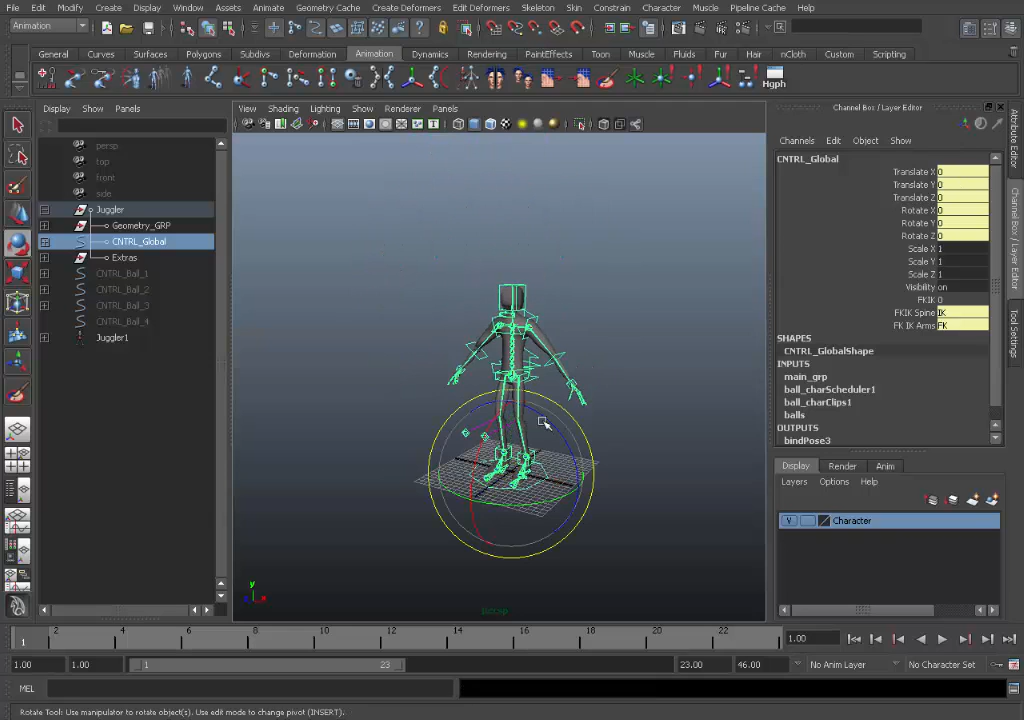 File Edit Modify Create Display Window Assets Animate Geometry Cache Create Deformers Edit Deformers Skeleton Skin Constrain Character Muscle Pipeline Cache Help
Animation
General Curves Surfaces Polygons Subdivs Deformation Animation Dynamics Rendering PaintEffects Toon Muscle Fluids Fur Hair nCloth Custom Scripting
Hgph
Display Show Panels
View Shading Lighting Show Renderer Panels
Channel Box / Layer Editor
Channels Edit Object Show
persp
top
front
side
Juggler
Geometry_GRP
CNTRL_Global
Extras
CNTRL_Ball_1
CNTRL_Ball_2
CNTRL_Ball_3
CNTRL_Ball_4
Juggler1
CNTRL_Global
Translate X 0
Translate Y 0
Translate Z 0
Rotate X 0
Rotate Y 0
Rotate Z 0
Scale X 1
Scale Y 1
Scale Z 1
Visibility on
FKIK 0
FKIK Spine IK
FK IK Arms FK
SHAPES
CNTRL_GlobalShape
INPUTS
main_grp
ball_charScheduler1
ball_charClips1
balls
OUTPUTS
bindPose3
Attribute Editor
Channel Box / Layer Editor
Tool Settings
Display Render Anim
Layers Options Help
V Character
y
x
1 2 4 6 8 10 12 14 16 18 20 22
1.00
1.00 1.00 1 23 23.00 46.00 No Anim Layer No Character Set
MEL
Rotate Tool: Use manipulator to rotate object(s). Use edit mode to change pivot (INSERT).